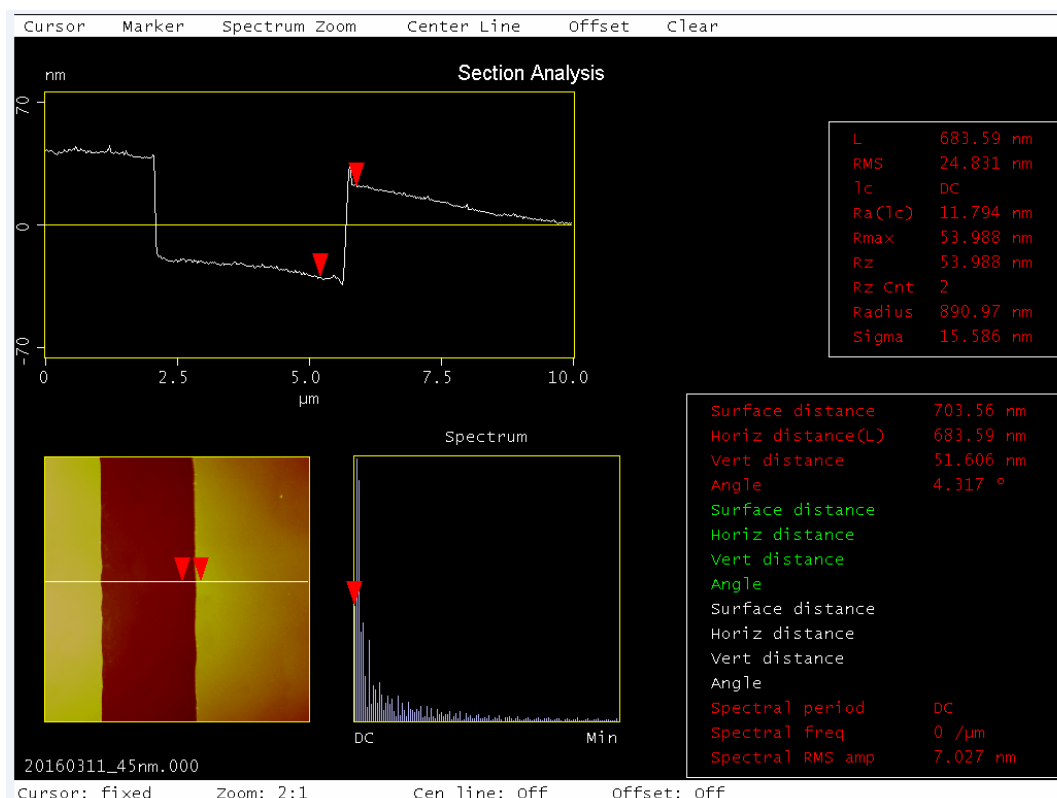 Cursor Marker Spectrum Zoom Center Line Offset Clear
Section Analysis
nm
70
0
-70
0 2.5 5.0 7.5 10.0
µm
L 683.59 nm
RMS 24.831 nm
lc DC
Ra(lc) 11.794 nm
Rmax 53.988 nm
Rz 53.988 nm
Rz Cnt 2
Radius 890.97 nm
Sigma 15.586 nm
Surface distance 703.56 nm
Horiz distance(L) 683.59 nm
Vert distance 51.606 nm
Angle 4.317 °
Surface distance
Horiz distance
Vert distance
Angle
Surface distance
Horiz distance
Vert distance
Angle
Spectral period DC
Spectral freq 0 /µm
Spectral RMS amp 7.027 nm
Spectrum
DC Min
20160311_45nm.000
Cursor: fixed Zoom: 2:1 Cen line: Off Offset: Off